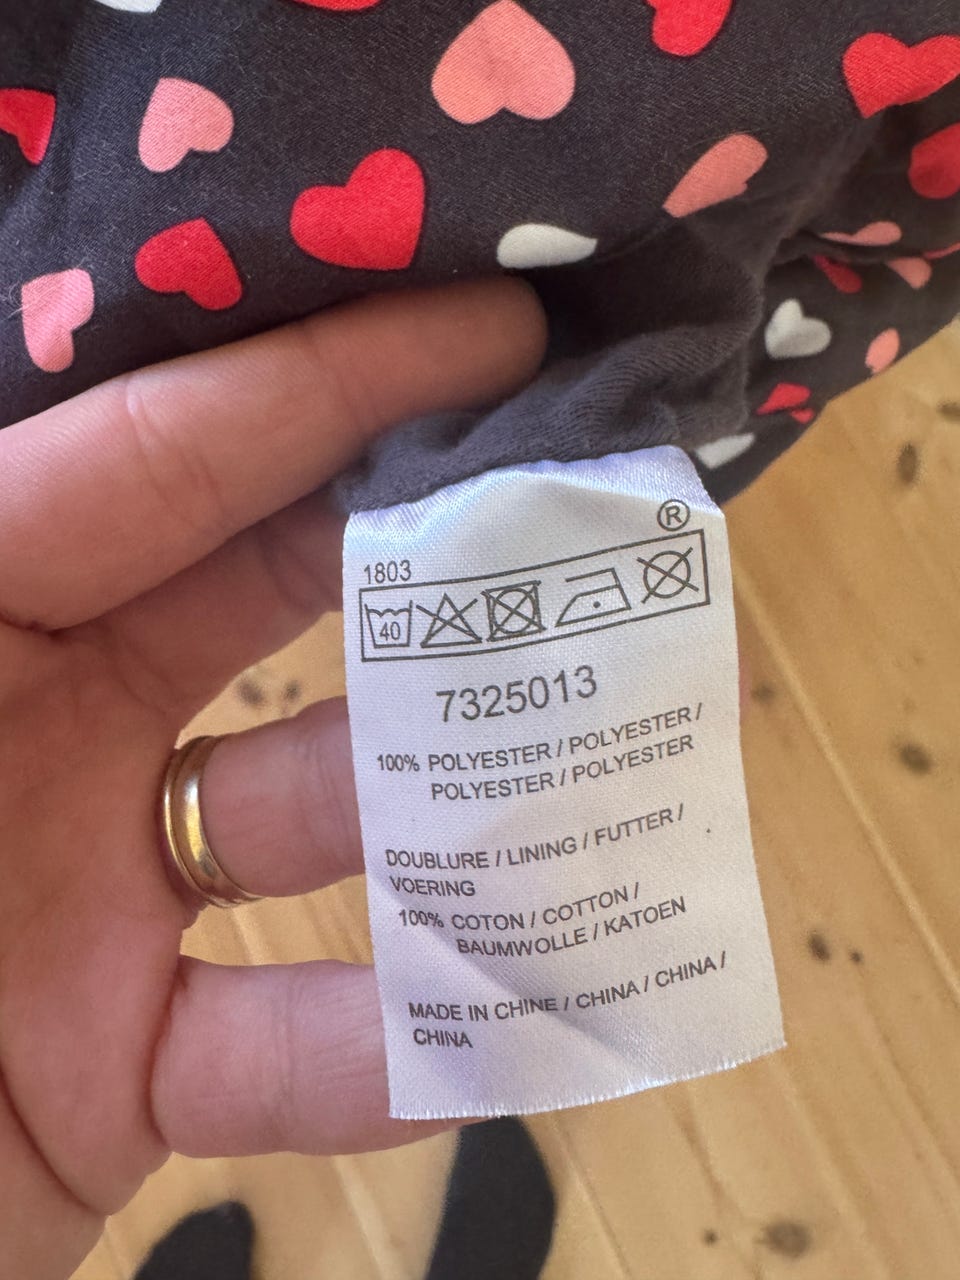 ®
1803
40
7325013
100% POLYESTER / POLYESTER /
POLYESTER / POLYESTER
DOUBLURE / LINING / FUTTER /
VOERING
100% COTON / COTTON /
BAUMWOLLE / KATOEN
MADE IN CHINE / CHINA / CHINA /
CHINA